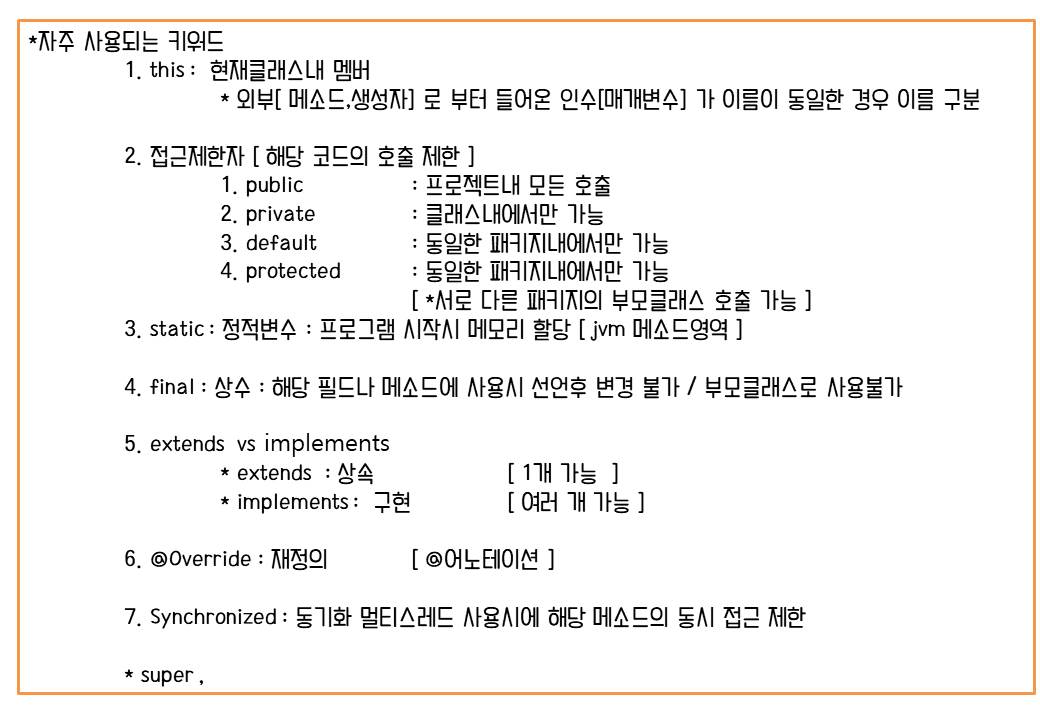 *자주 사용되는 키워드
1. this : 현재클래스내 멤버
* 외부[ 메소드,생성자] 로 부터 들어온 인수[매개변수] 가 이름이 동일한 경우 이름 구분
2. 접근제한자 [ 해당 코드의 호출 제한 ]
1. public : 프로젝트내 모든 호출
2. private : 클래스내에서만 가능
3. default : 동일한 패키지내에서만 가능
4. protected : 동일한 패키지내에서만 가능
[ *서로 다른 패키지의 부모클래스 호출 가능 ]
3. static : 정적변수 : 프로그램 시작시 메모리 할당 [ jvm 메소드영역 ]
4. final : 상수 : 해당 필드나 메소드에 사용시 선언후 변경 불가 / 부모클래스로 사용불가
5. extends vs implements
* extends : 상속 [ 1개 가능 ]
* implements : 구현 [ 여러 개 가능 ]
6. @Override : 재정의 [ @어노테이션 ]
7. Synchronized : 동기화 멀티스레드 사용시에 해당 메소드의 동시 접근 제한
* super ,